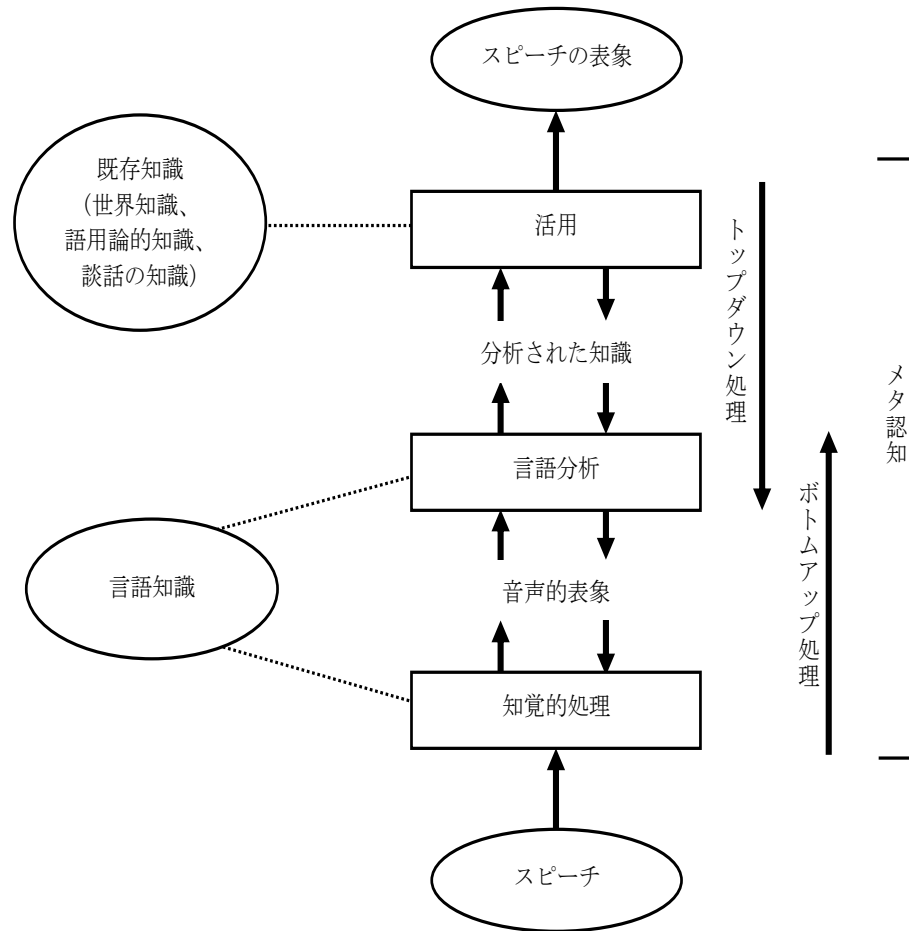 スピーチの表象
既存知識
（世界知識、
語用論的知識、
談話の知識）
活用
トップダウン処理
分析された知識
メタ認知
言語分析
ボトムアップ処理
言語知識
音声的表象
知覚的処理
スピーチ